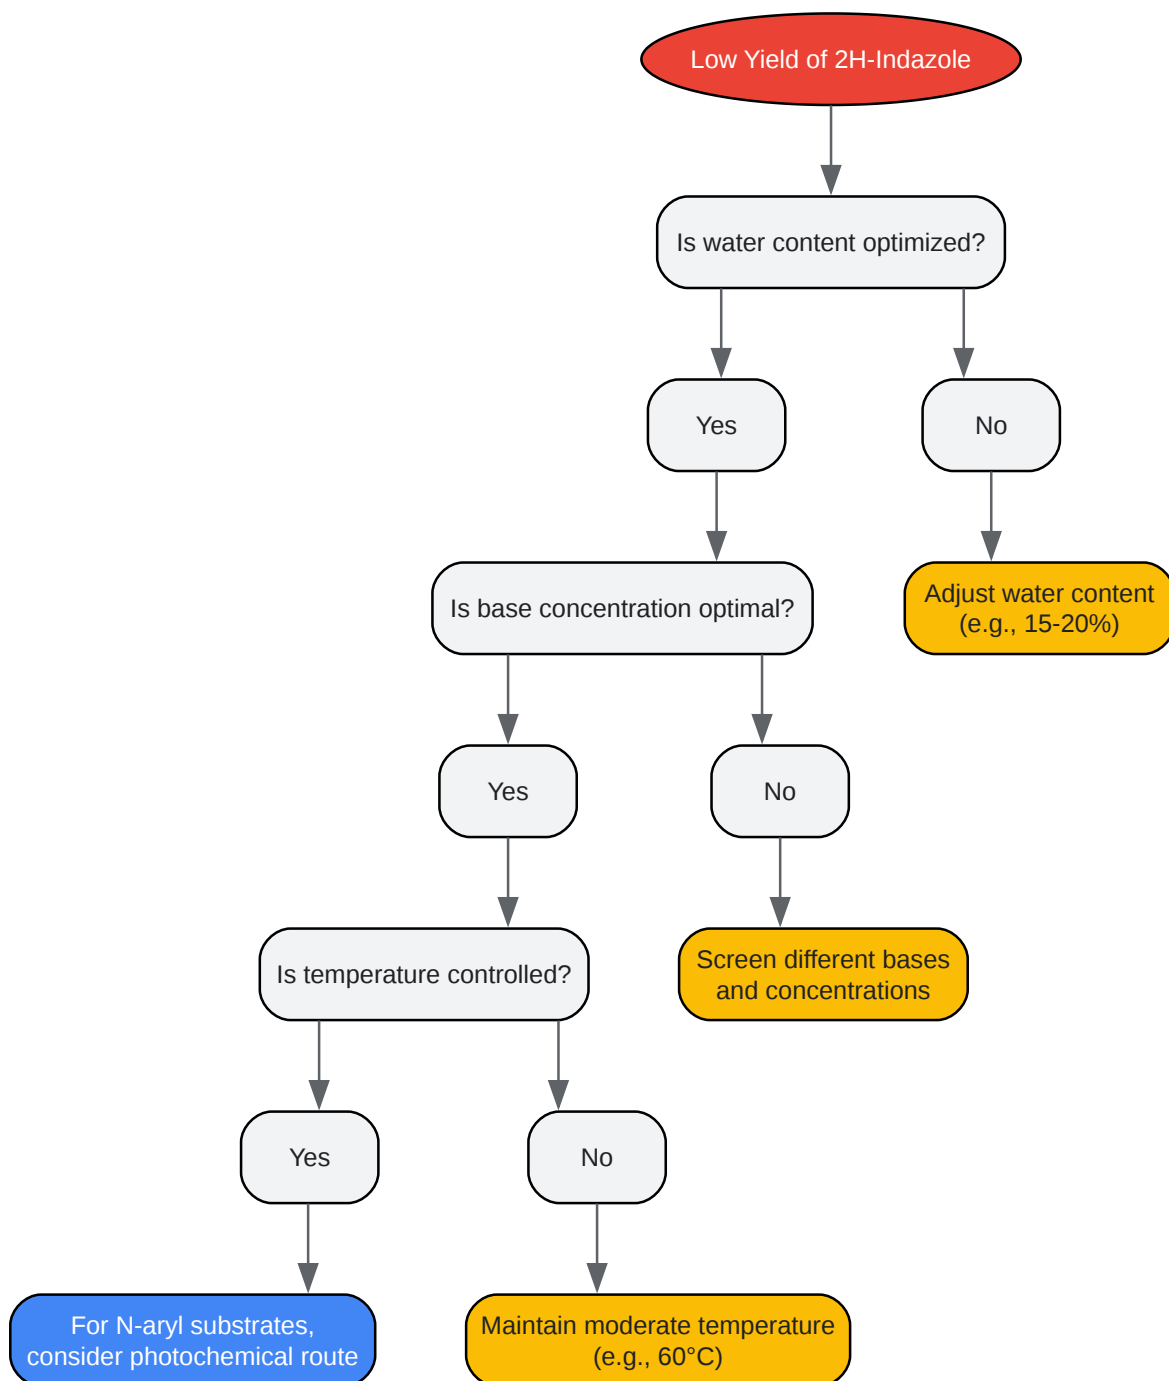 Low Yield of 2H-Indazole
Is water content optimized?
Yes
No
Is base concentration optimal?
Adjust water content
(e.g., 15-20%)
Yes
No
Is temperature controlled?
Screen different bases
and concentrations
Yes
No
For N-aryl substrates,
consider photochemical route
Maintain moderate temperature
(e.g., 60°C)